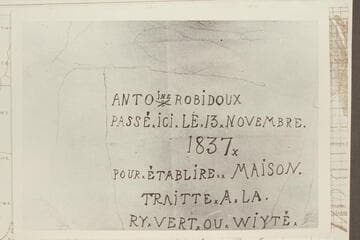 ANTOINE ROBIDOUX
PASSÉ.ICI.LE.13.NOVEMBRE.
1837x
POUR.ÉTABLIRE.. MAISON.
TRAITTE.A.LA.
RY.VERT.OU.WIYTÉ.